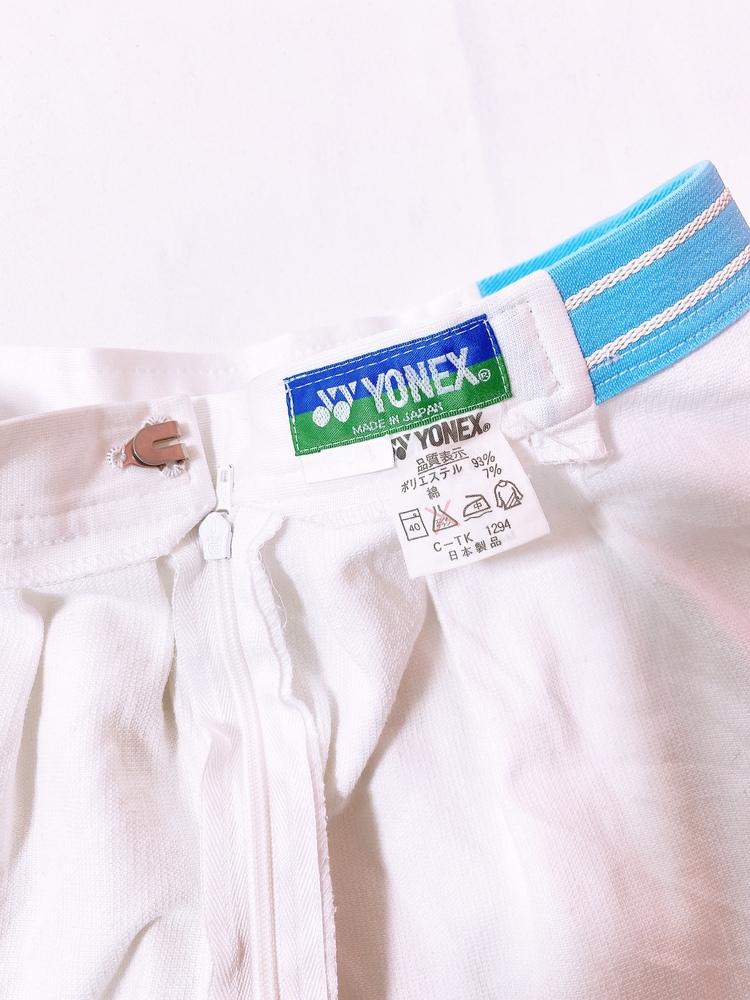 YONEX®
MADE IN JAPAN
YONEX®
品質表示
ポリエステル 93%
綿 7%
40 中
C-TK 1294
日本製品